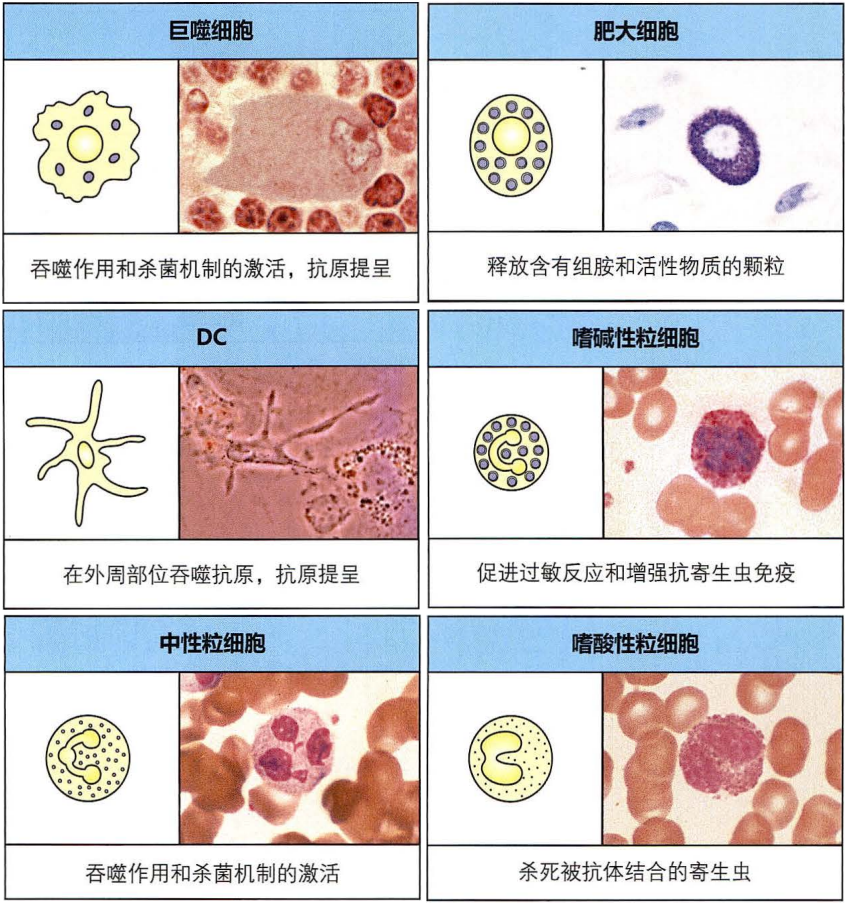 巨噬细胞
肥大细胞
吞噬作用和杀菌机制的激活，抗原提呈
释放含有组胺和活性物质的颗粒
DC
嗜碱性粒细胞
在外周部位吞噬抗原，抗原提呈
促进过敏反应和增强抗寄生虫免疫
中性粒细胞
嗜酸性粒细胞
吞噬作用和杀菌机制的激活
杀死被抗体结合的寄生虫